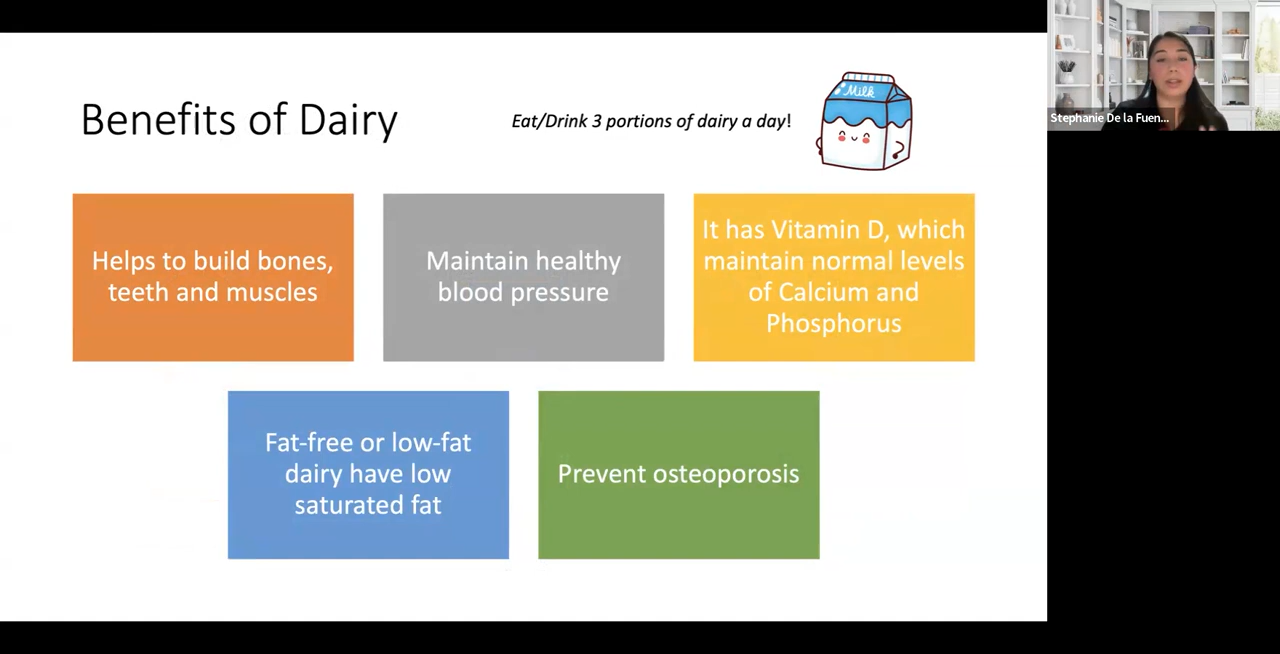 Benefits of Dairy
Eat/Drink 3 portions of dairy a day!
Milk
Stephanie De la Fuen...
Helps to build bones,
teeth and muscles
Maintain healthy
blood pressure
It has Vitamin D, which
maintain normal levels
of Calcium and
Phosphorus
Fat-free or low-fat
dairy have low
saturated fat
Prevent osteoporosis